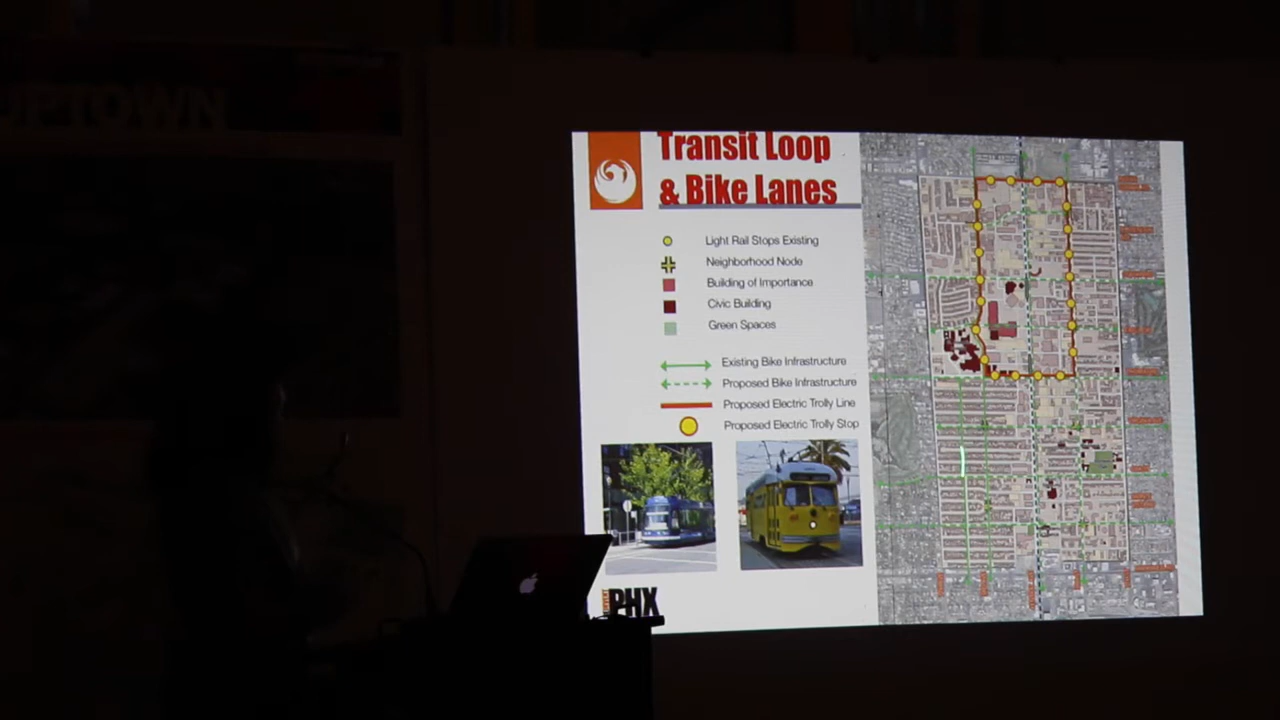 UPTOWN
Transit Loop
& Bike Lanes
Light Rail Stops Existing
Neighborhood Node
Building of Importance
Civic Building
Green Spaces
Existing Bike Infrastructure
Proposed Bike Infrastructure
Proposed Electric Trolly Line
Proposed Electric Trolly Stop
PHX